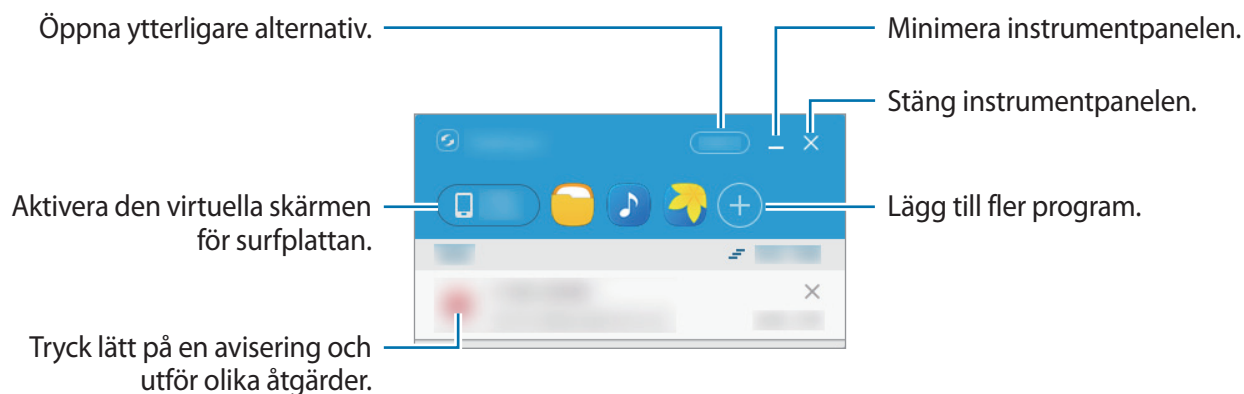 Öppna ytterligare alternativ.
Minimera instrumentpanelen.
Stäng instrumentpanelen.
Aktivera den virtuella skärmen
för surfplattan.
Lägg till fler program.
Tryck lätt på en avisering och
utför olika åtgärder.